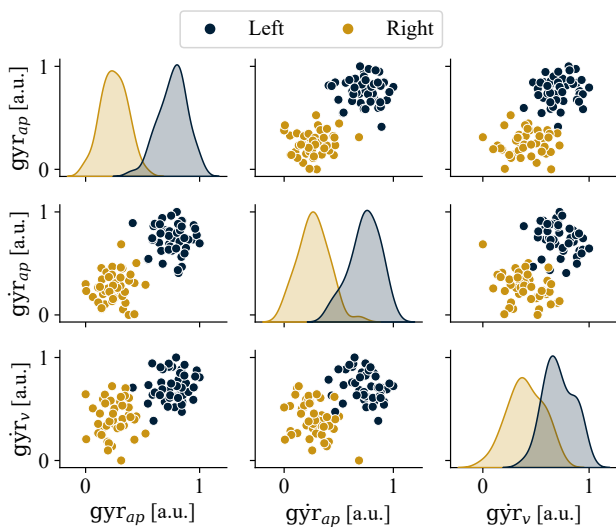 Left Right
gyr_ap [a.u.]
1
0
gẏr_ap [a.u.]
1
0
gẏr_v [a.u.]
1
0
0 1 0 1 0 1
gyr_ap [a.u.] gẏr_ap [a.u.] gẏr_v [a.u.]